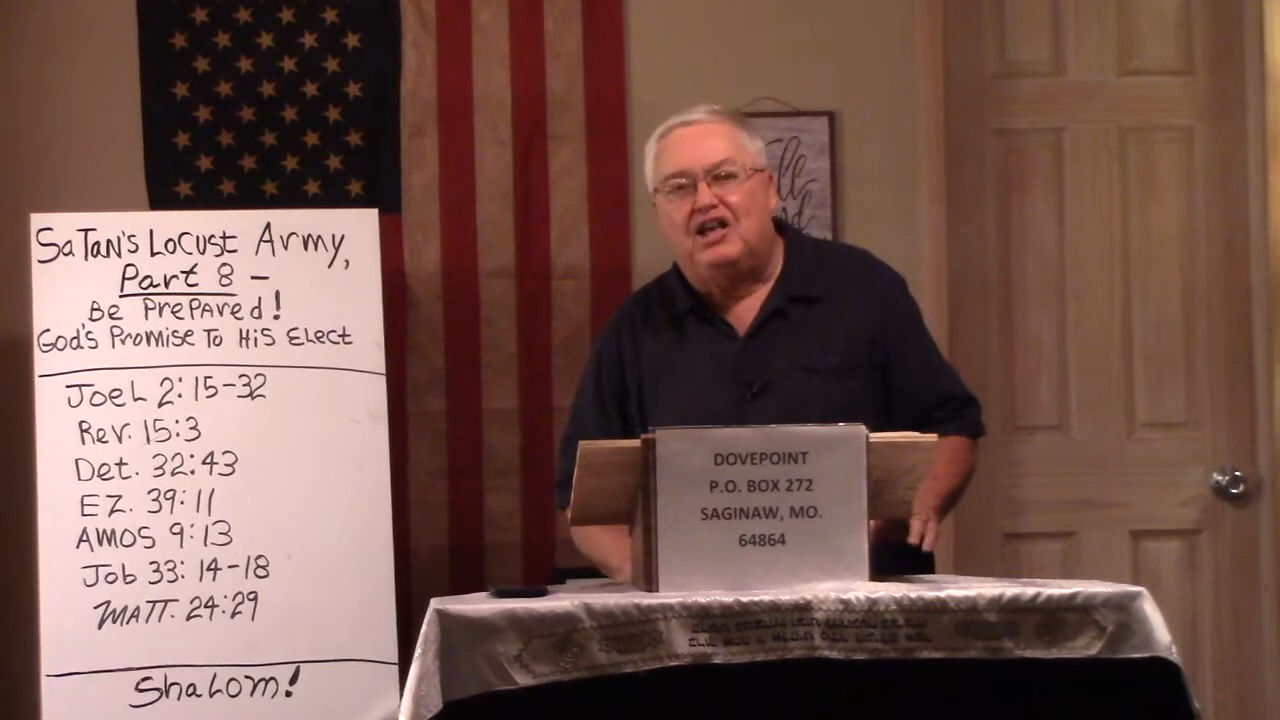 SaTan's Locust Army,
Part 8 –
Be Prepared!
God's Promise To His Elect
Joel 2:15-32
Rev. 15:3
Det. 32:43
EZ. 39:11
AMOS 9:13
Job 33:14-18
MATT. 24:29
Shalom!
DOVEPOINT
P.O. BOX 272
SAGINAW, MO.
64864